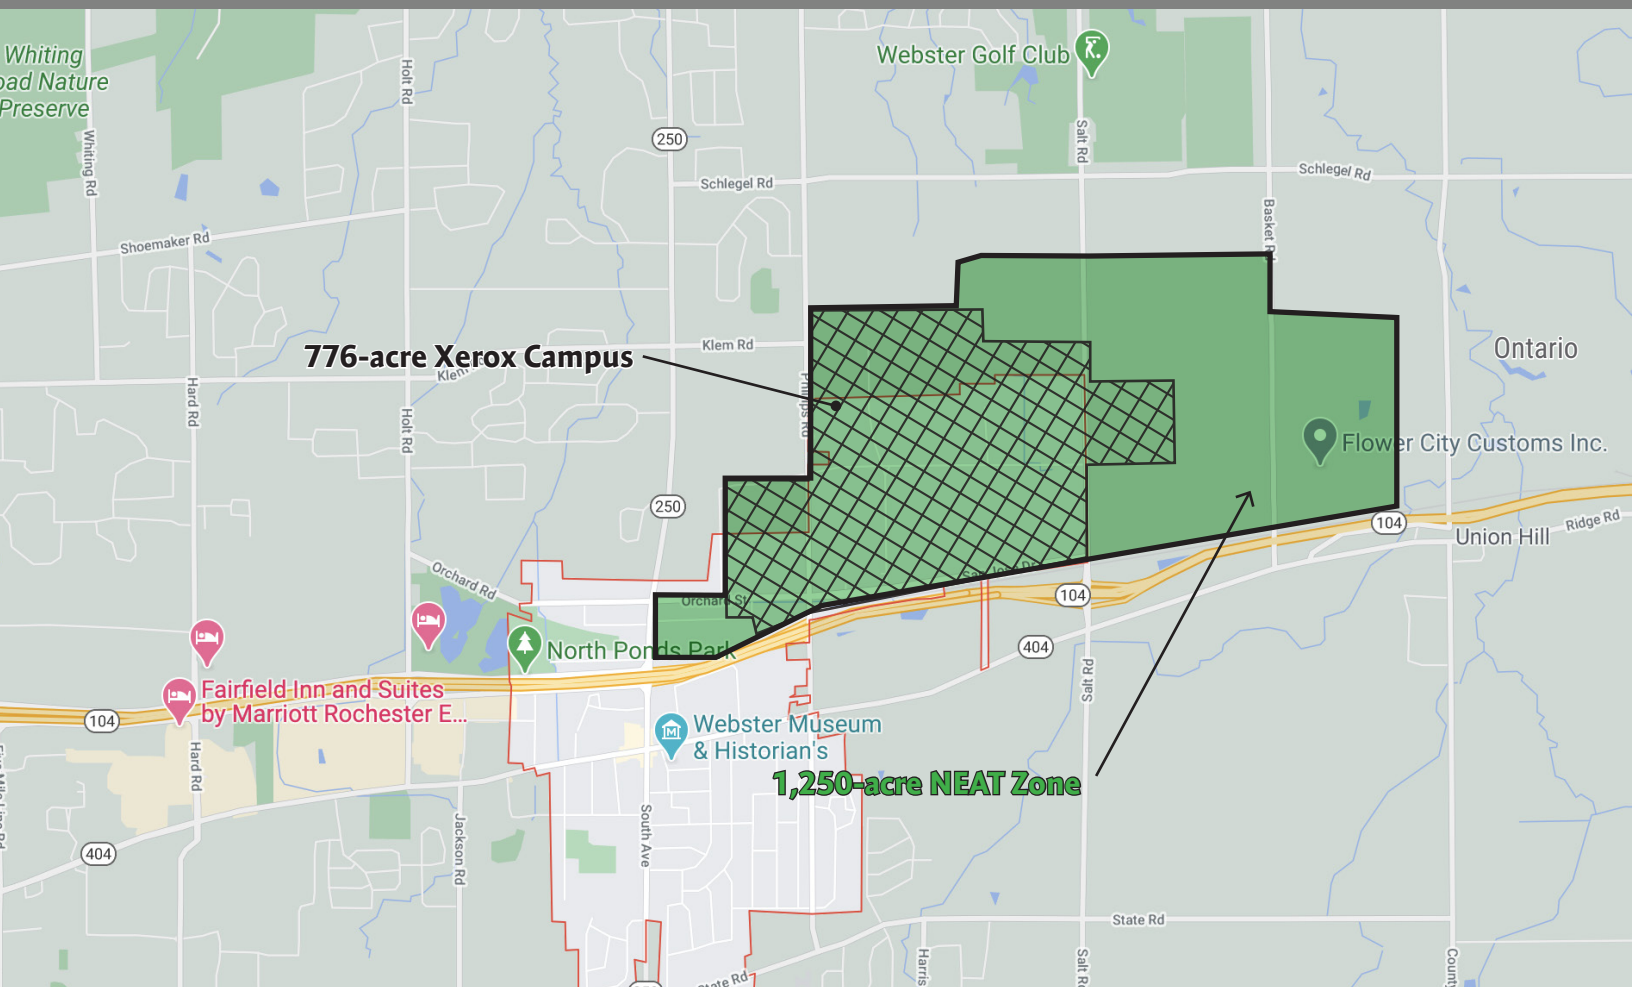 Whiting
oad Nature
Preserve
Webster Golf Club
Holt Rd
Whiting Rd
250
Salt Rd
Schlegel Rd
Schlegel Rd
Basket Rd
Shoemaker Rd
776-acre Xerox Campus
Klem Rd
Klem
Ontario
Hard Rd
Holt Rd
Phillips Rd
Flower City Customs Inc.
250
104
Ridge Rd
Union Hill
Orchard Rd
Orchard St
104
North Ponds Park
404
Salt Rd
Fairfield Inn and Suites
by Marriott Rochester E...
104
Webster Museum
& Historian's
1,250-acre NEAT Zone
Hard Rd
South Ave
Jackson Rd
404
State Rd
Harris
Salt Rd
County
State Rd